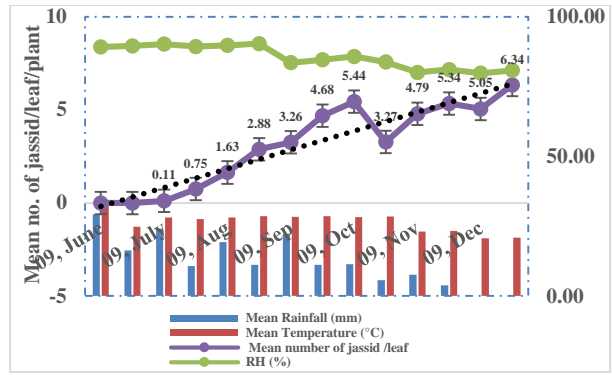 10
5
0
-5
Mean no. of jassid/leaf/plant
100.00
50.00
0.00
0.11
0.75
1.63
2.88
3.26
4.68
5.44
3.27
4.79
5.34
5.05
6.34
09, June
09, July
09, Aug
09, Sep
09, Oct
09, Nov
09, Dec
Mean Rainfall (mm)
Mean Temperature (°C)
Mean number of jassid /leaf
RH (%)